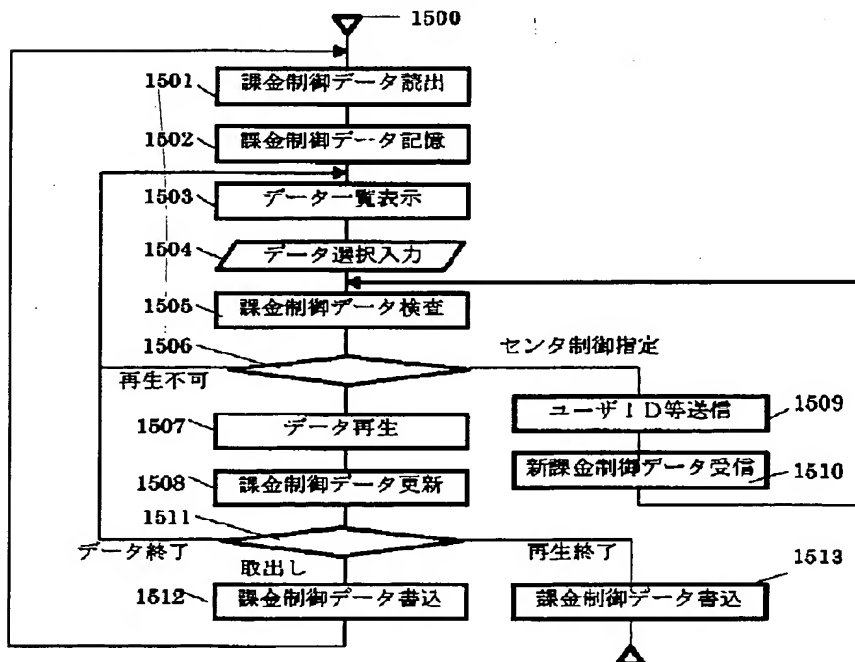 1500
1501
課金制御データ読出
1502
課金制御データ記憶
1503
データ一覧表示
1504
データ選択入力
1505
課金制御データ検査
1506
センタ制御指定
再生不可
1507
データ再生
ユーザID等送信
1509
1508
課金制御データ更新
新課金制御データ受信
1510
1511
データ終了
取出し
再生終了
1512
課金制御データ書込
課金制御データ書込
1513